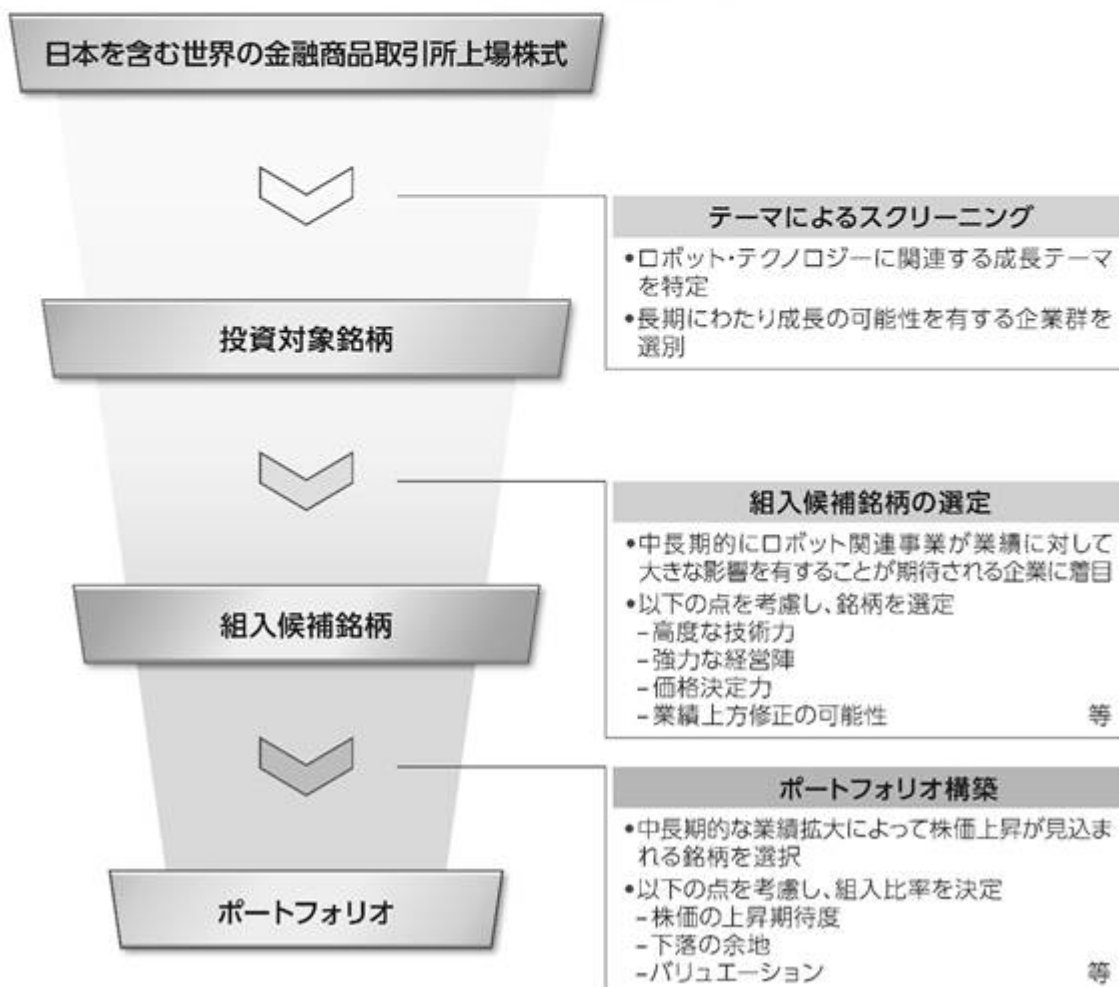 日本を含む世界の金融商品取引所上場株式
テーマによるスクリーニング
•ロボット・テクノロジーに関連する成長テーマ
を特定
•長期にわたり成長の可能性を有する企業群を
選別
投資対象銘柄
組入候補銘柄の選定
•中長期的にロボット関連事業が業績に対して
大きな影響を有することが期待される企業に着目
•以下の点を考慮し、銘柄を選定
-高度な技術力
-強力な経営陣
-価格決定力
-業績上方修正の可能性 等
組入候補銘柄
ポートフォリオ構築
•中長期的な業績拡大によって株価上昇が見込ま
れる銘柄を選択
•以下の点を考慮し、組入比率を決定
-株価の上昇期待度
-下落の余地
-バリュエーション 等
ポートフォリオ